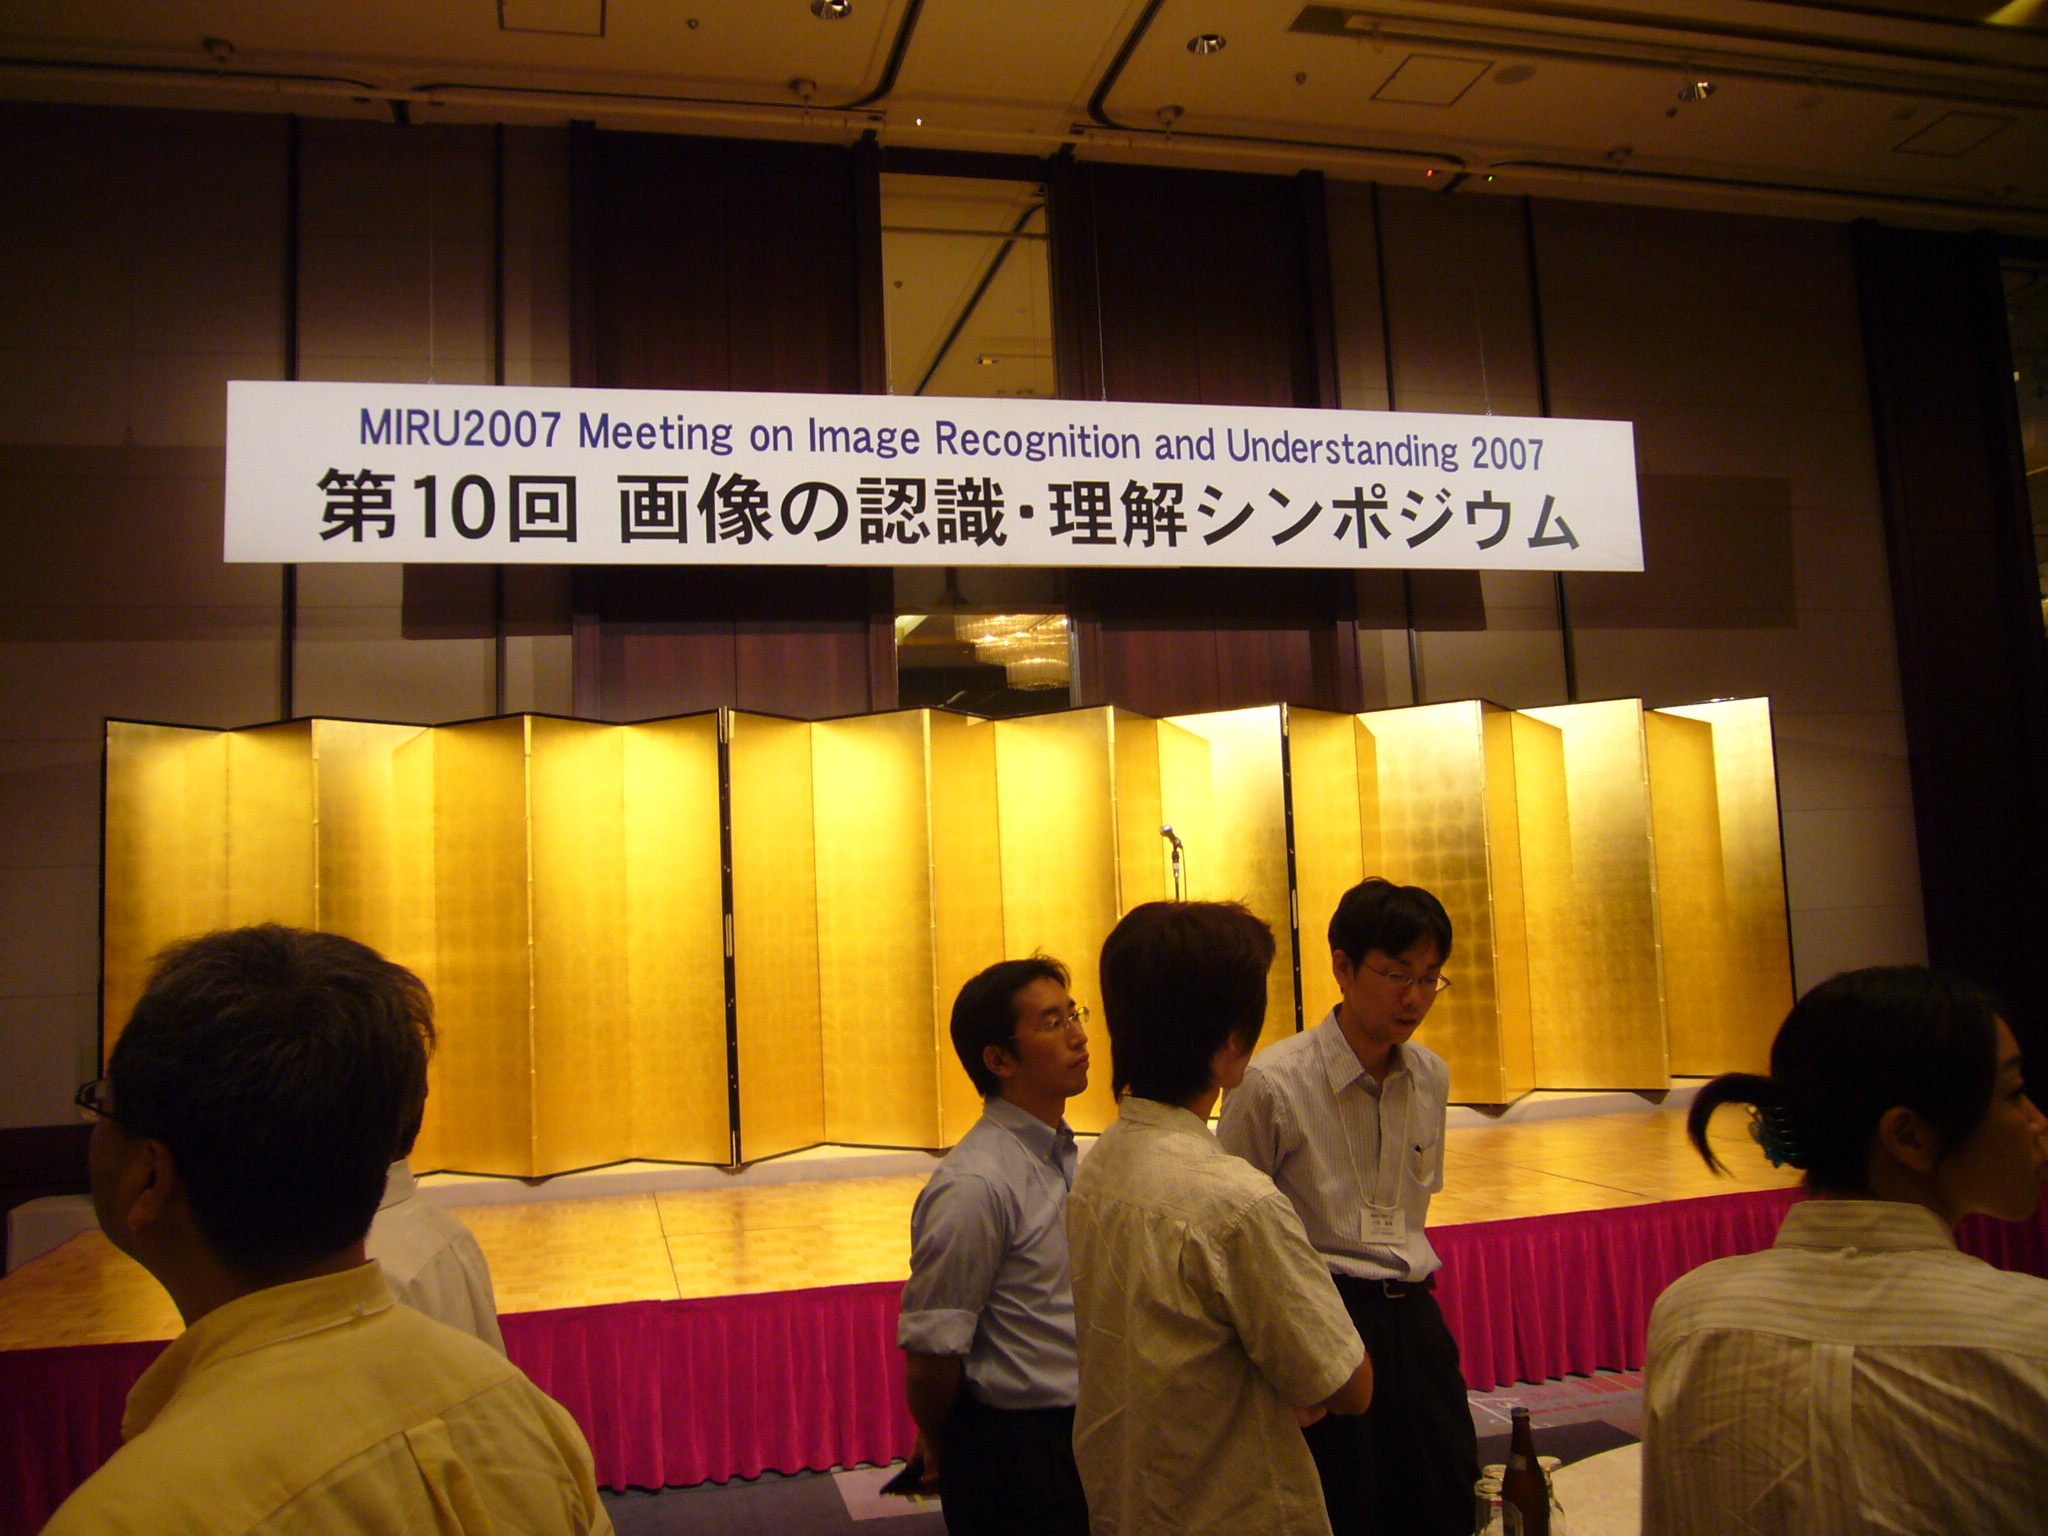 MIRU2007 Meeting on Image Recognition and Understanding 2007
第10回 画像の認識・理解シンポジウム